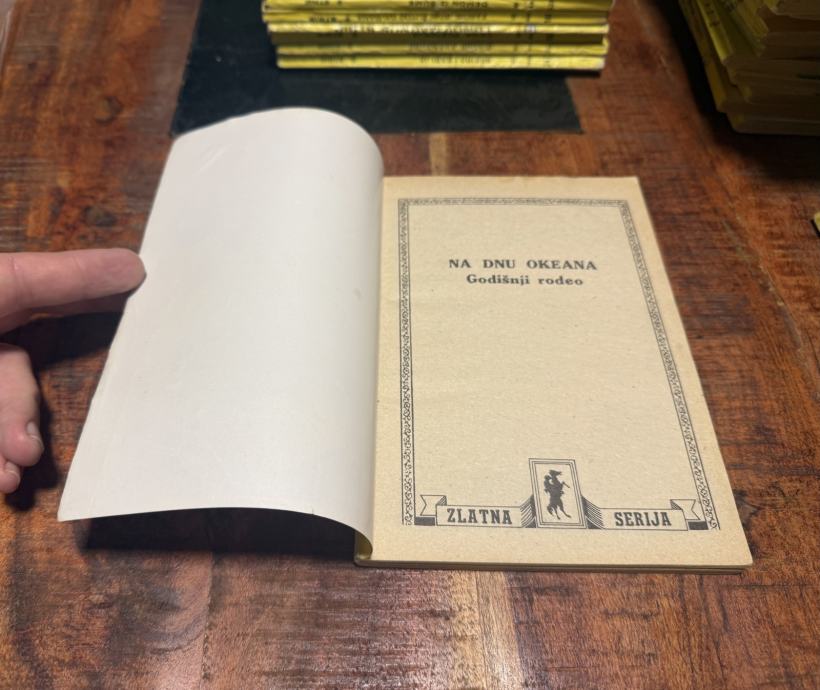 NA DNU OKEANA
Godišnji rodeo
ZLATNA SERIJA